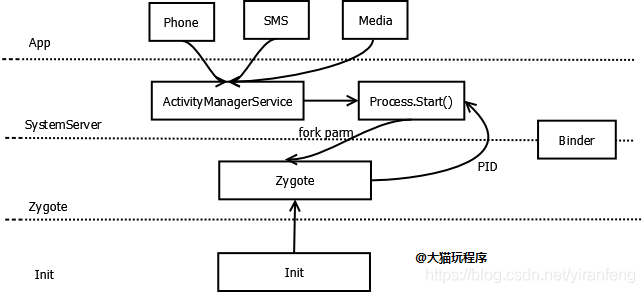 Phone
SMS
Media
App
ActivityManagerService
Process.Start()
SystemServer
fork parm
Binder
Zygote
PID
Zygote
Init
Init
@大猫玩程序
https://blog.csdn.net/yiranfeng